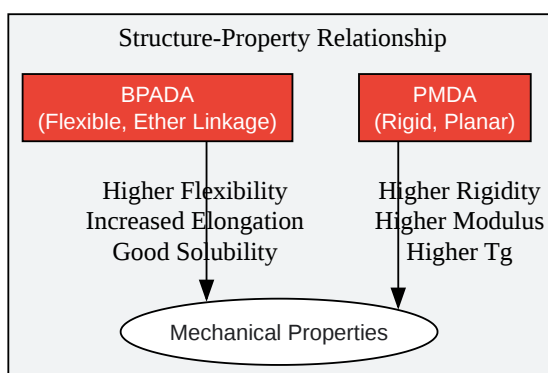 Structure-Property Relationship
BPADA
(Flexible, Ether Linkage)
PMDA
(Rigid, Planar)
Higher Flexibility
Increased Elongation
Good Solubility
Higher Rigidity
Higher Modulus
Higher Tg
Mechanical Properties